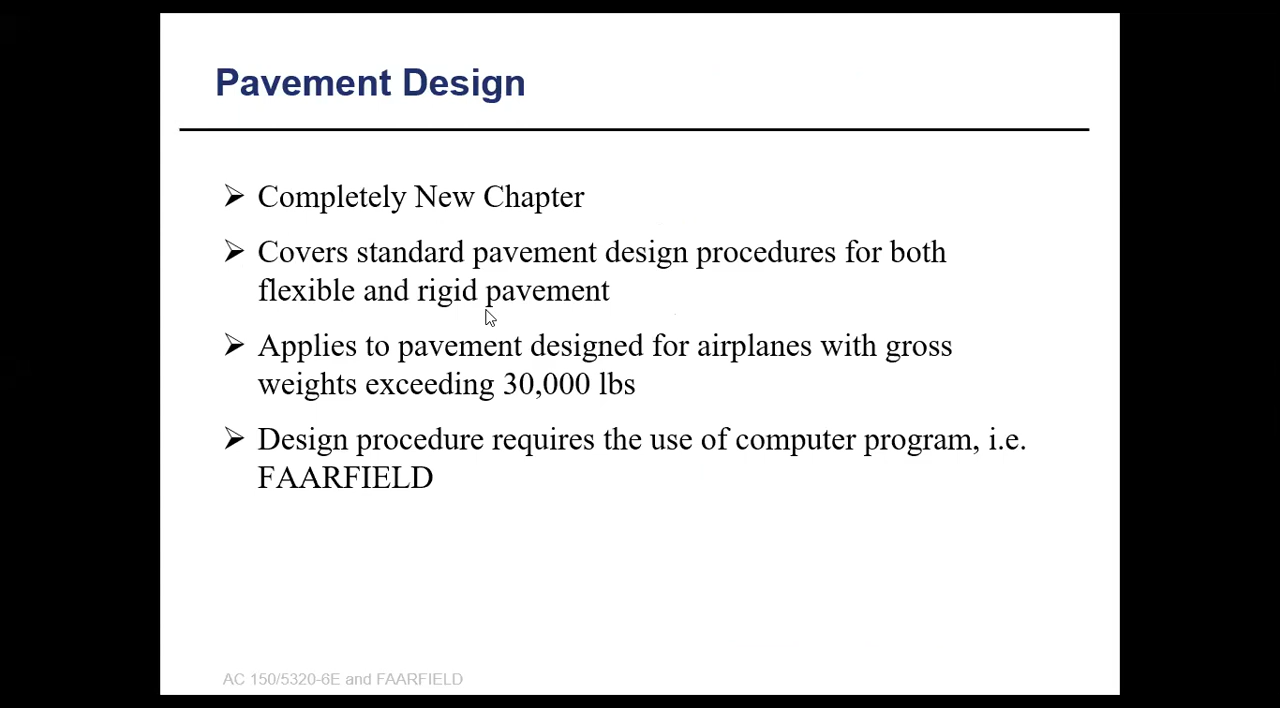 Pavement Design
➢ Completely New Chapter
➢ Covers standard pavement design procedures for both
flexible and rigid pavement
➢ Applies to pavement designed for airplanes with gross
weights exceeding 30,000 lbs
➢ Design procedure requires the use of computer program, i.e.
FAARFIELD
AC 150/5320-6E and FAARFIELD